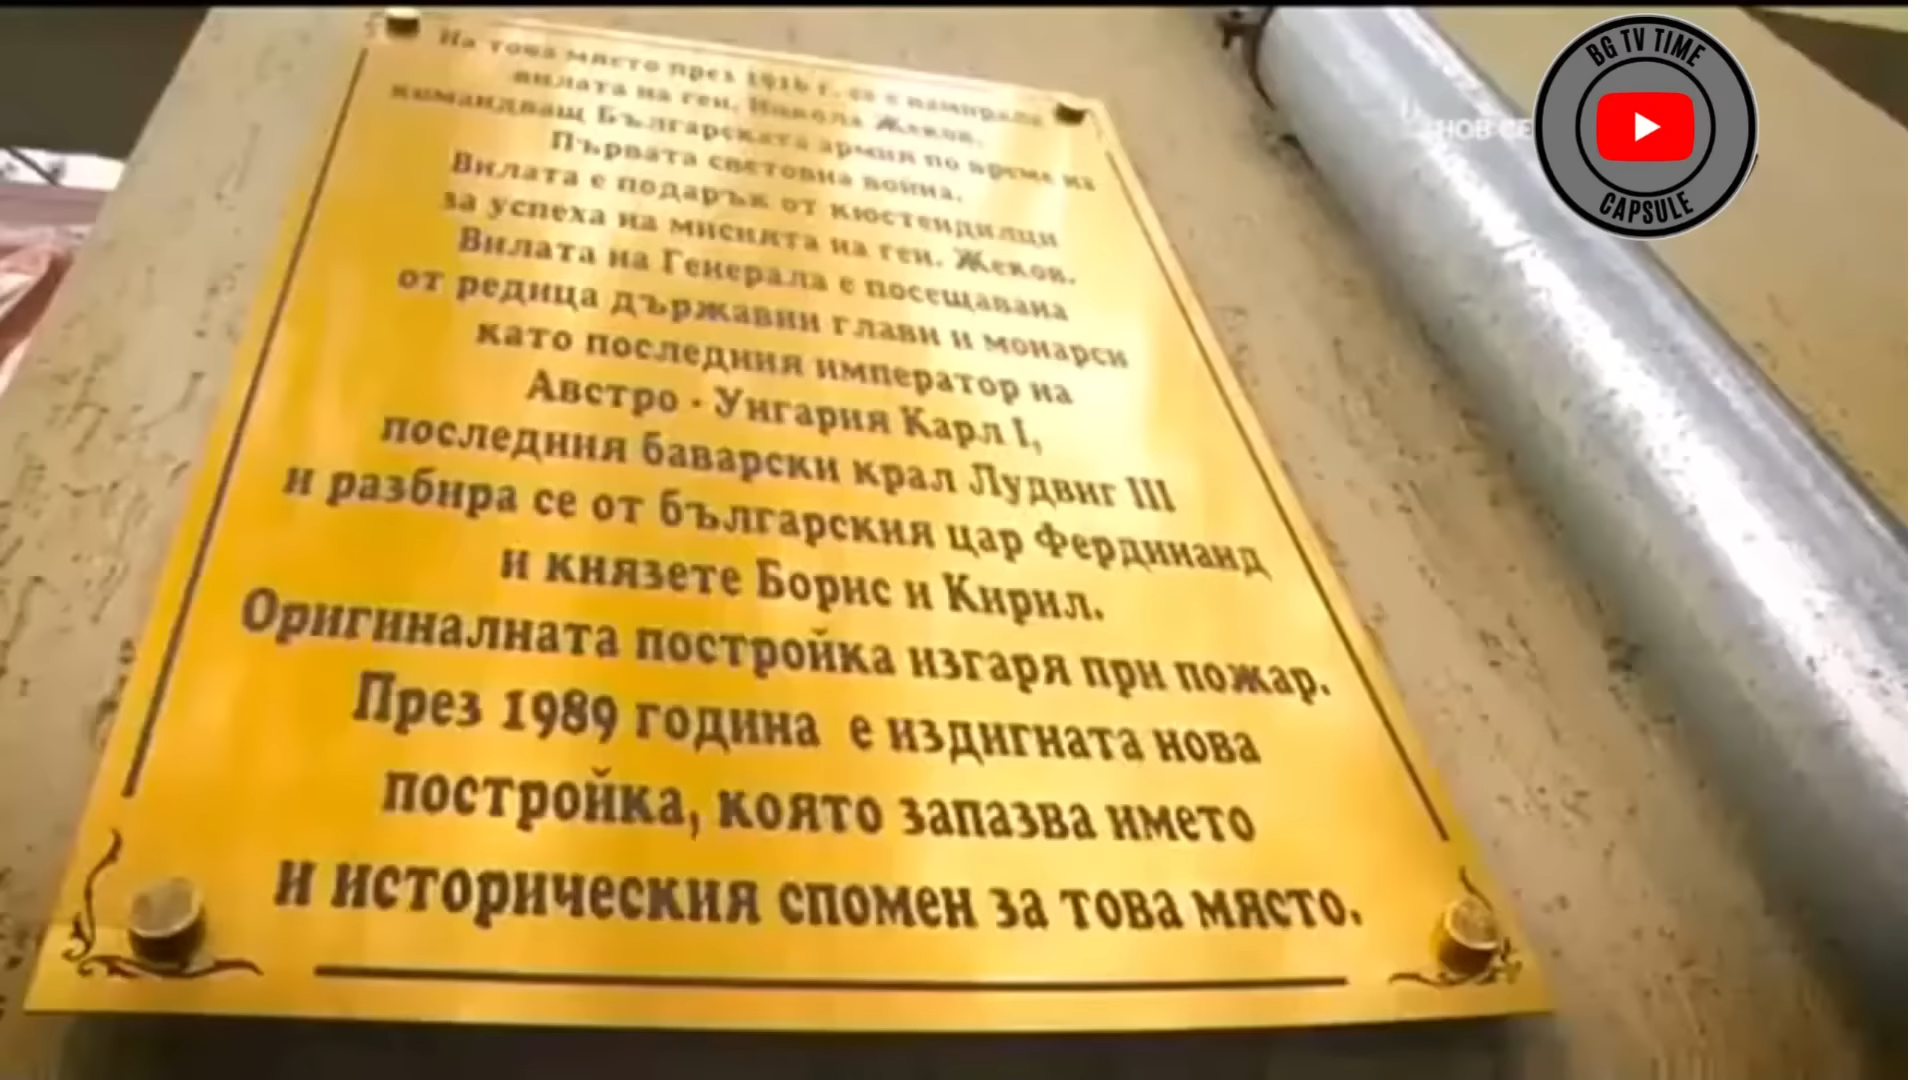 На това място през 1916 г. се е намирала
вилата на ген. Никола Жеков,
командващ Българската армия по време на
Първата световна война.
Вилата е подарък от кюстендилци
за успеха на мисията на ген. Жеков.
Вилата на Генерала е посещавана
от редица държавни глави и монарси
като последния император на
Австро - Унгария Карл I,
последния баварски крал Лудвиг III
и разбира се от българския цар Фердинанд
и князете Борис и Кирил.
Оригиналната постройка изгаря при пожар.
През 1989 година е издигната нова
постройка, която запазва името
и историческия спомен за това място.
НОВ
BG TV TIME
CAPSULE